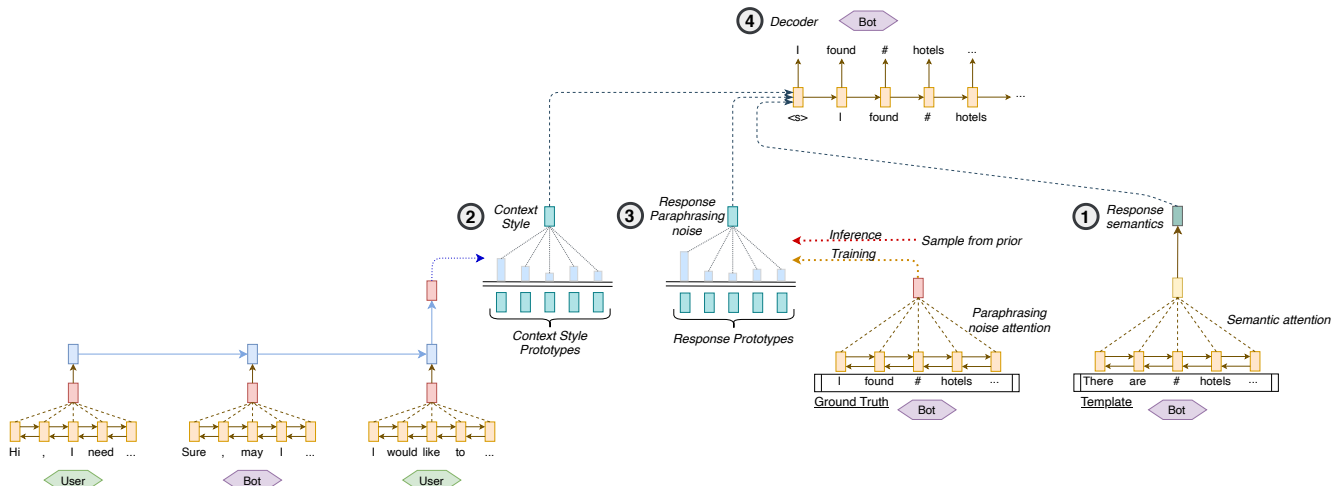 4 Decoder Bot
I found # hotels ...
...
<s> I found # hotels
2 Context
Style
3 Response
Paraphrasing
noise
1 Response
semantics
Inference Sample from prior
Training
Context Style
Prototypes
Response Prototypes
Paraphrasing
noise attention
Semantic attention
I found # hotels ...
Ground Truth
Bot
There are # hotels ...
Template
Bot
Hi , I need ...
User
Sure , may I ...
Bot
I would like to ...
User